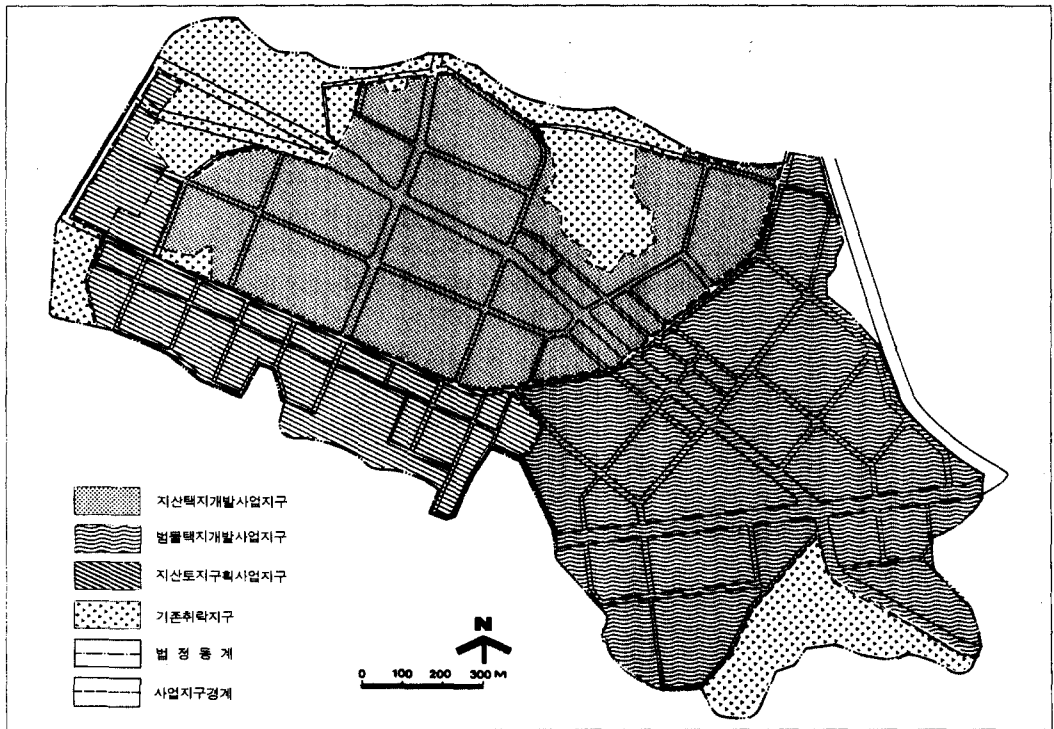 지산택지개발사업지구
범물택지개발사업지구
지산토지구획사업지구
기존취락지구
법 정 동 계
사업지구경계
N
0 100 200 300 M